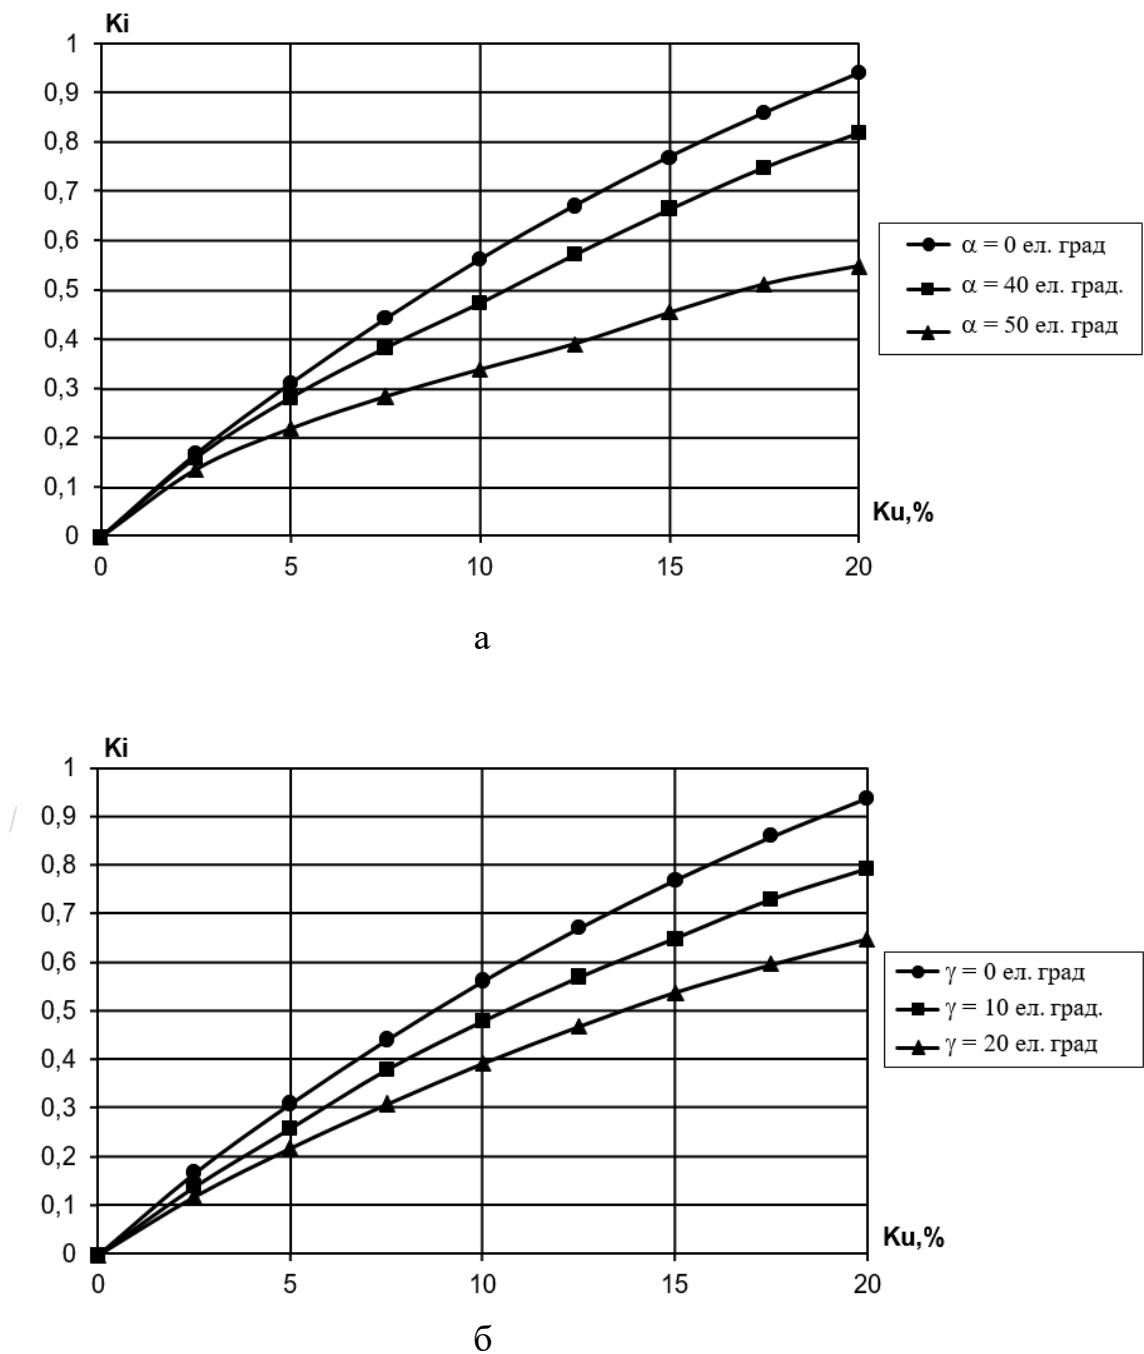 Ki
1
0,9
0,8
0,7
0,6
0,5
0,4
0,3
0,2
0,1
0
0 5 10 15 20
Ku,%
α = 0 ел. град
α = 40 ел. град.
α = 50 ел. град
а
Ki
1
0,9
0,8
0,7
0,6
0,5
0,4
0,3
0,2
0,1
0
0 5 10 15 20
Ku,%
γ = 0 ел. град
γ = 10 ел. град.
γ = 20 ел. град
б